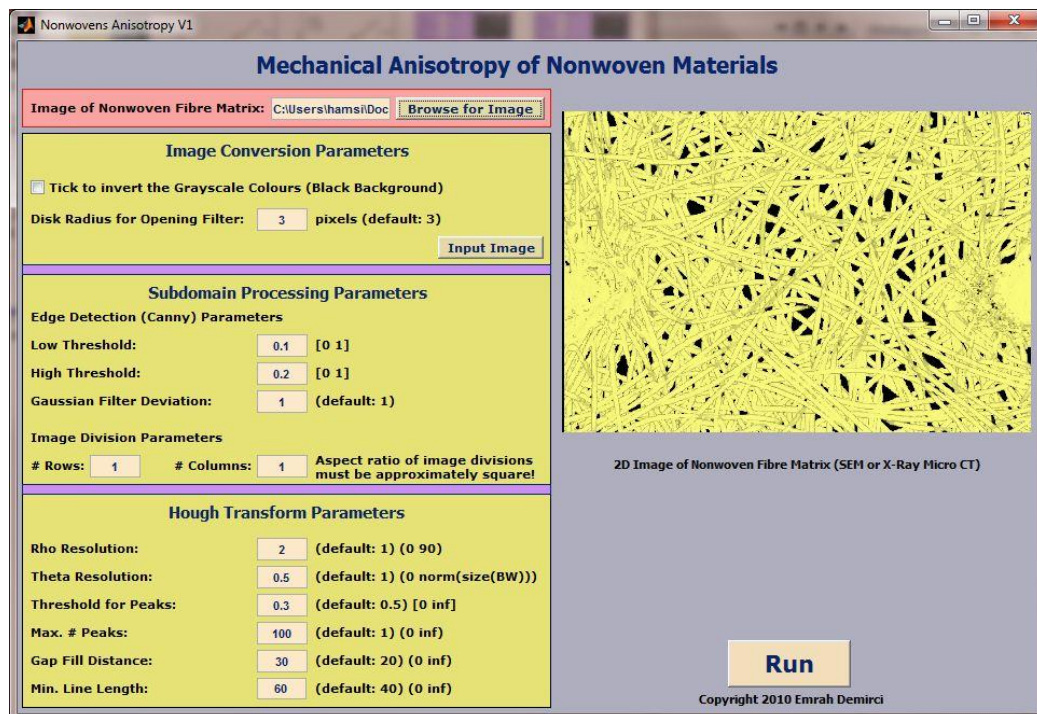 Nonwovens Anisotropy V1
Mechanical Anisotropy of Nonwoven Materials
Image of Nonwoven Fibre Matrix: C:\Users\hamsi\Doc Browse for Image
Image Conversion Parameters
Tick to invert the Grayscale Colours (Black Background)
Disk Radius for Opening Filter: 3 pixels (default: 3)
Input Image
Subdomain Processing Parameters
Edge Detection (Canny) Parameters
Low Threshold: 0.1 [0 1]
High Threshold: 0.2 [0 1]
Gaussian Filter Deviation: 1 (default: 1)
Image Division Parameters
# Rows: 1 # Columns: 1 Aspect ratio of image divisions
must be approximately square!
Hough Transform Parameters
Rho Resolution: 2 (default: 1) (0 90)
Theta Resolution: 0.5 (default: 1) (0 norm(size(BW)))
Threshold for Peaks: 0.3 (default: 0.5) [0 inf]
Max. # Peaks: 100 (default: 1) (0 inf)
Gap Fill Distance: 30 (default: 20) (0 inf)
Min. Line Length: 60 (default: 40) (0 inf)
2D Image of Nonwoven Fibre Matrix (SEM or X-Ray Micro CT)
Run
Copyright 2010 Emrah Demirci